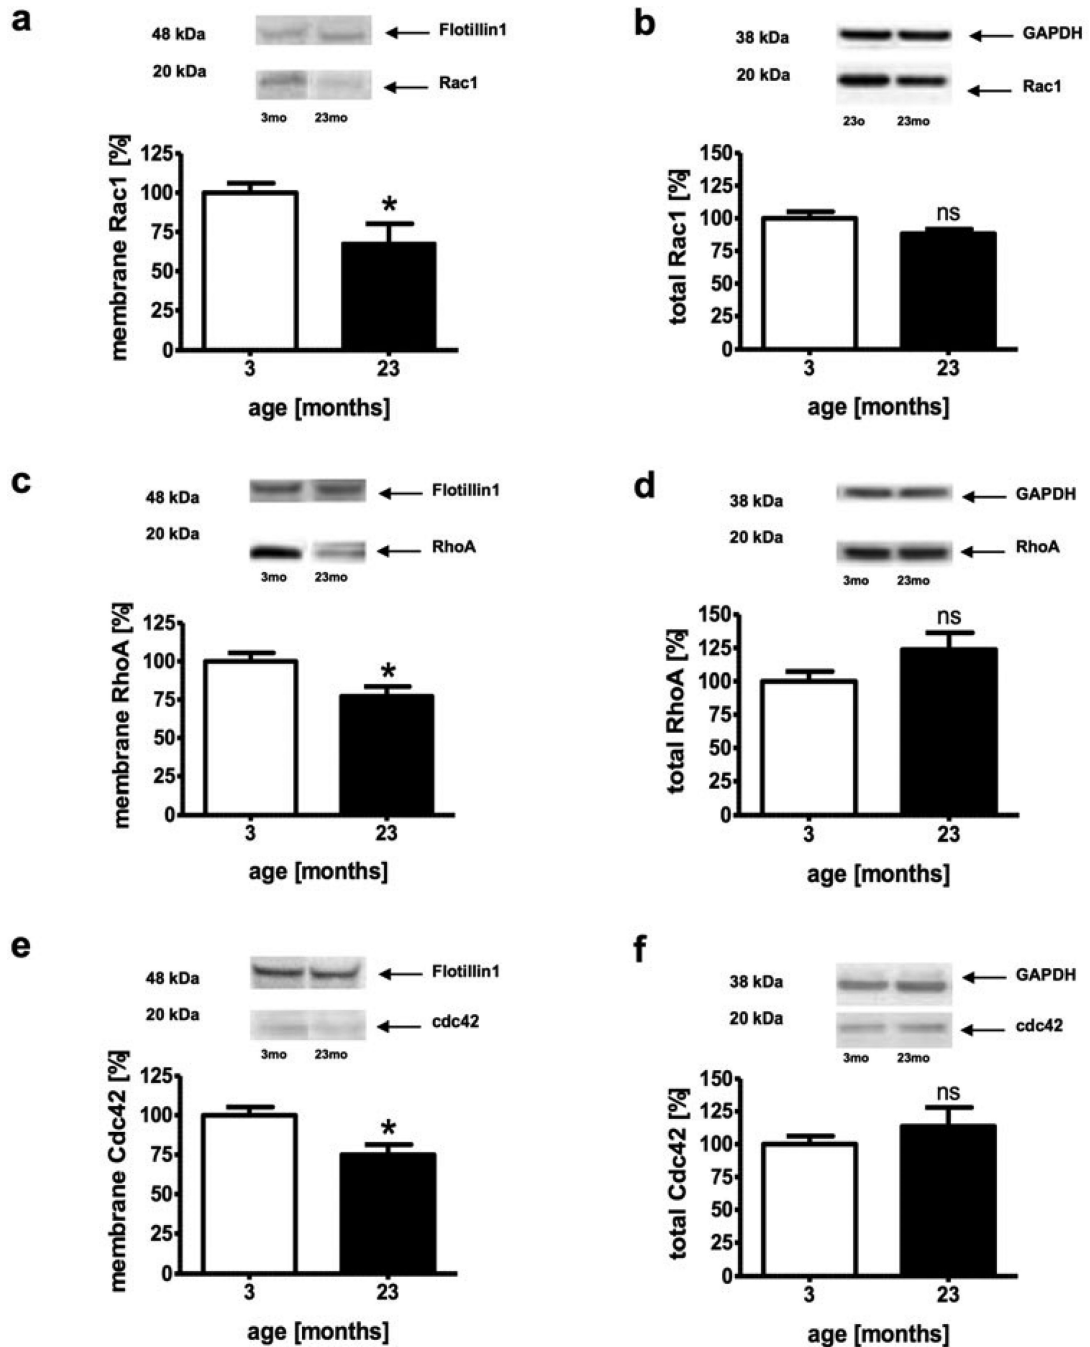 a
48 kDa
Flotillin1
20 kDa
Rac1
3mo 23mo
membrane Rac1 [%]
125
100
75
50
25
0
*
3 23
age [months]
b
38 kDa
GAPDH
20 kDa
Rac1
23o 23mo
total Rac1 [%]
150
125
100
75
50
25
0
ns
3 23
age [months]
c
48 kDa
Flotillin1
20 kDa
RhoA
3mo 23mo
membrane RhoA [%]
125
100
75
50
25
0
*
3 23
age [months]
d
38 kDa
GAPDH
20 kDa
RhoA
3mo 23mo
total RhoA [%]
150
125
100
75
50
25
0
ns
3 23
age [months]
e
48 kDa
Flotillin1
20 kDa
cdc42
3mo 23mo
membrane Cdc42 [%]
125
100
75
50
25
0
*
3 23
age [months]
f
38 kDa
GAPDH
20 kDa
cdc42
3mo 23mo
total Cdc42 [%]
150
125
100
75
50
25
0
ns
3 23
age [months]